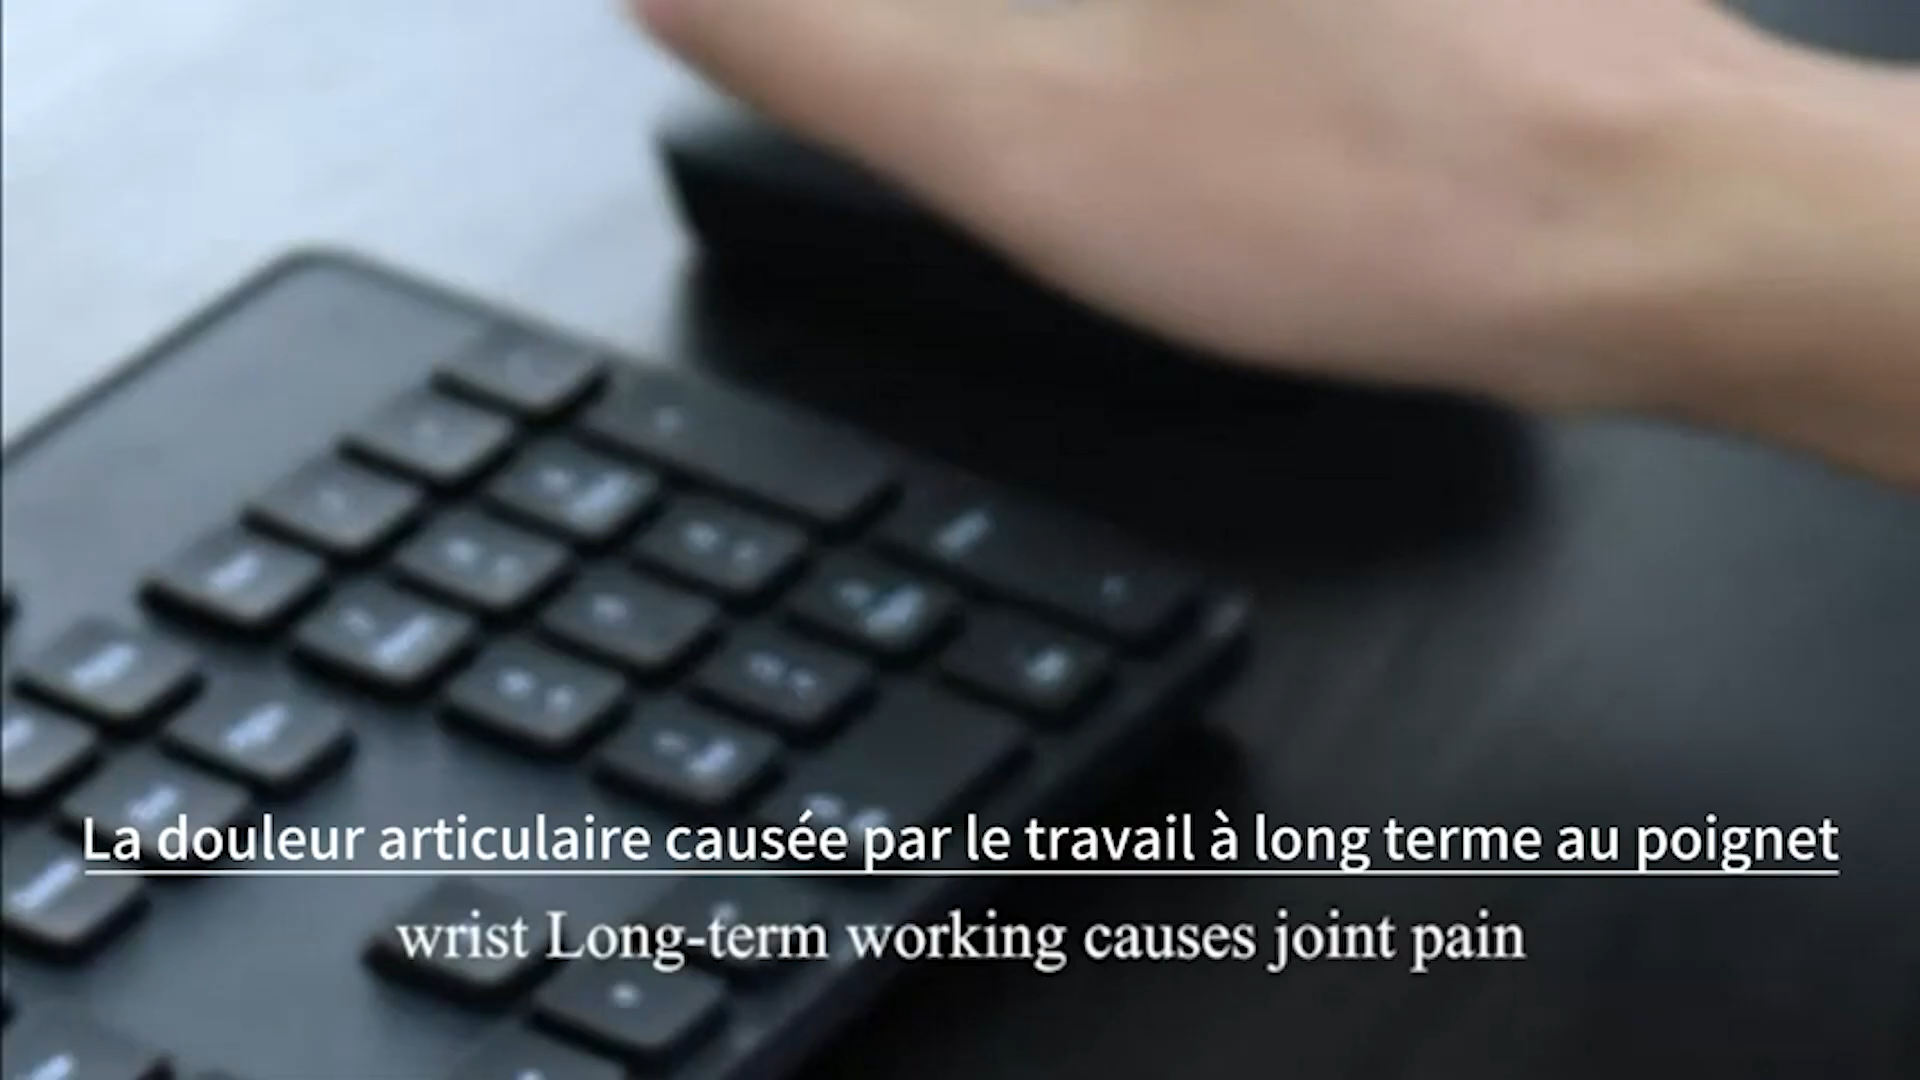 La douleur articulaire causée par le travail à long terme au poignet
wrist Long-term working causes joint pain